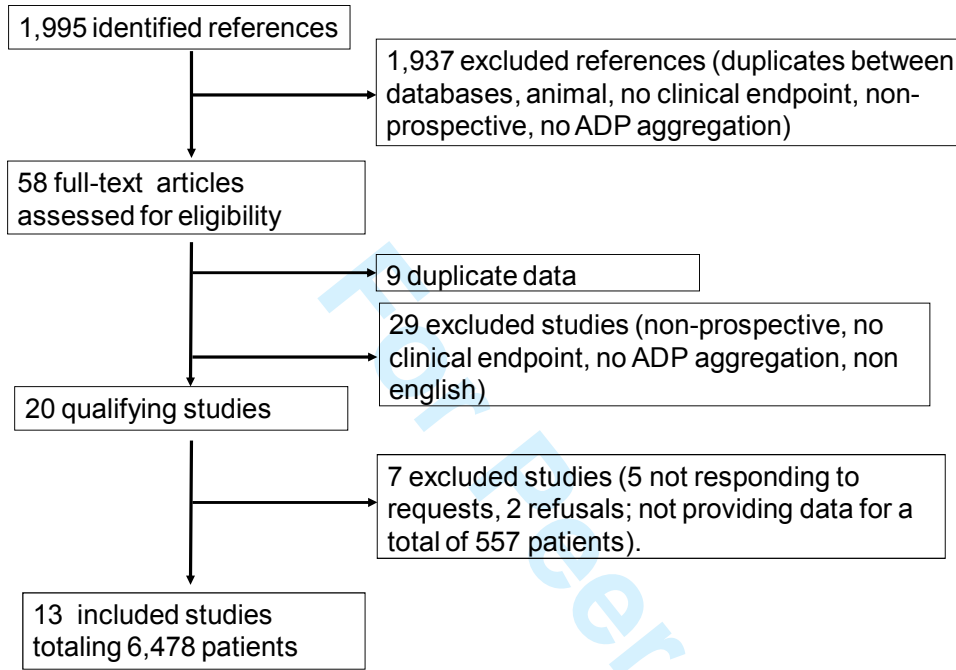 1,995 identified references
1,937 excluded references (duplicates between
databases, animal, no clinical endpoint, non-
prospective, no ADP aggregation)
58 full-text articles
assessed for eligibility
9 duplicate data
29 excluded studies (non-prospective, no
clinical endpoint, no ADP aggregation, non
english)
20 qualifying studies
7 excluded studies (5 not responding to
requests, 2 refusals; not providing data for a
total of 557 patients).
13 included studies
totaling 6,478 patients
For Peer